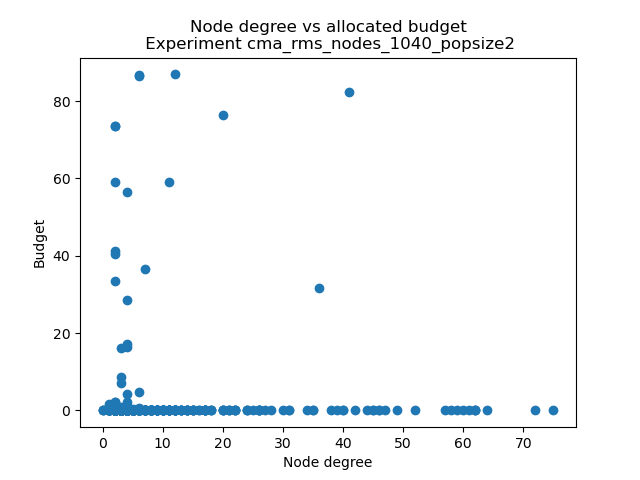 Node degree vs allocated budget
Experiment cma_rms_nodes_1040_popsize2
80
60
40
20
0
Budget
0 10 20 30 40 50 60 70
Node degree